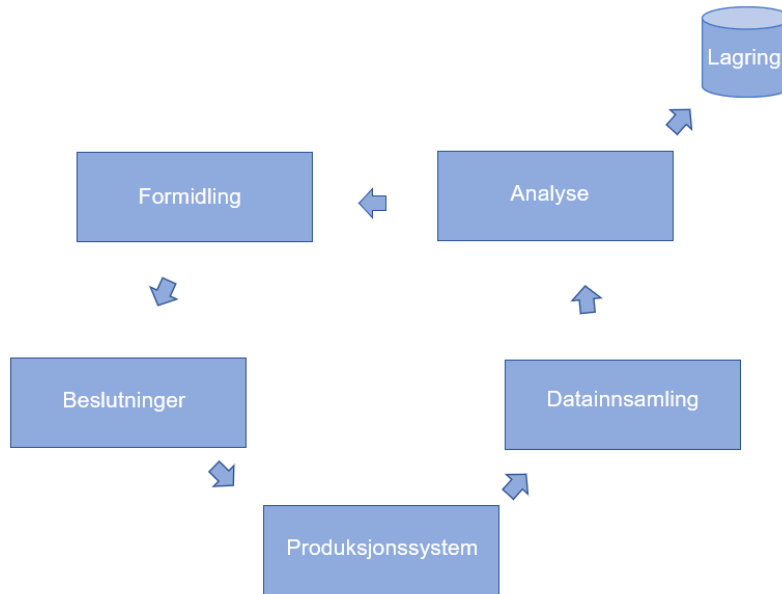 Lagring
Formidling
Analyse
Beslutninger
Datainnsamling
Produksjonssystem